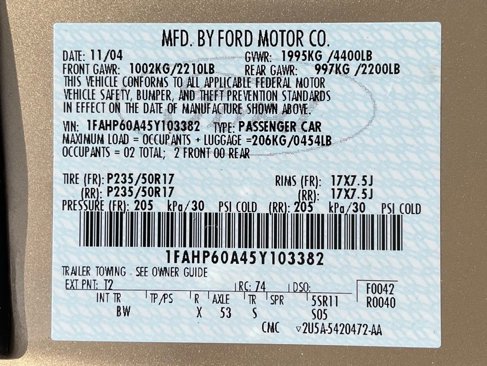 MFD. BY FORD MOTOR CO.
DATE: 11/04 GVWR: 1995KG /4400LB
FRONT GAWR: 1002KG/2210LB REAR GAWR: 997KG /2200LB
THIS VEHICLE CONFORMS TO ALL APPLICABLE FEDERAL MOTOR
VEHICLE SAFETY, BUMPER, AND THEFT PREVENTION STANDARDS
IN EFFECT ON THE DATE OF MANUFACTURE SHOWN ABOVE.
VIN: 1FAHP60A45Y103382 TYPE: PASSENGER CAR
MAXIMUM LOAD = OCCUPANTS + LUGGAGE =206KG/0454LB
OCCUPANTS = 02 TOTAL; 2 FRONT 00 REAR
TIRE (FR): P235/50R17 RIMS (FR): 17X7.5J
(RR): P235/50R17 (RR): 17X7.5J
PRESSURE (FR): 205 kPa/30 PSI COLD (RR): 205 kPa/30 PSI COLD
1FAHP60A45Y103382
TRAILER TOWING - SEE OWNER GUIDE
EXT PNT: T2 RC: 74 DSO: F0042
INT TR TP/PS R AXLE TR SPR 5SR11 R0040
BW X 53 S S05
CMC V2U5A-5420472-AA